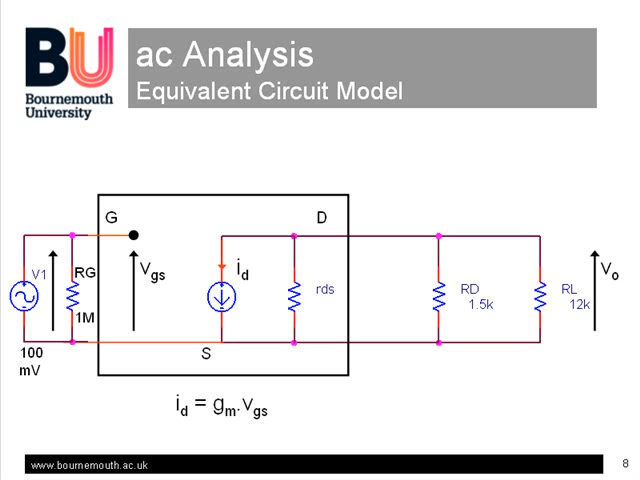 BU
Bournemouth
University
ac Analysis
Equivalent Circuit Model
G
D
V1
RG
1M
Vgs
id
rds
RD
1.5k
RL
12k
Vo
100
mV
S
id = gm.vgs
www.bournemouth.ac.uk
8